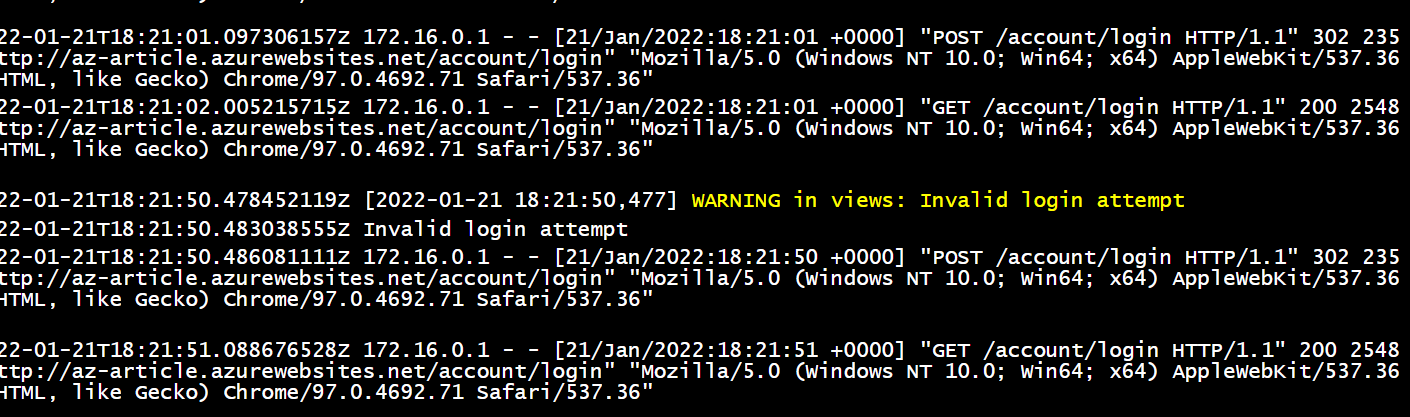 22-01-21T18:21:01.097306157Z 172.16.0.1 - - [21/Jan/2022:18:21:01 +0000] "POST /account/login HTTP/1.1" 302 235
ttp://az-article.azurewebsites.net/account/login" "Mozilla/5.0 (Windows NT 10.0; Win64; x64) AppleWebKit/537.36
HTML, like Gecko) Chrome/97.0.4692.71 Safari/537.36"
22-01-21T18:21:02.005215715Z 172.16.0.1 - - [21/Jan/2022:18:21:01 +0000] "GET /account/login HTTP/1.1" 200 2548
ttp://az-article.azurewebsites.net/account/login" "Mozilla/5.0 (Windows NT 10.0; Win64; x64) AppleWebKit/537.36
HTML, like Gecko) Chrome/97.0.4692.71 Safari/537.36"
22-01-21T18:21:50.478452119Z [2022-01-21 18:21:50,477] WARNING in views: Invalid login attempt
22-01-21T18:21:50.483038555Z Invalid login attempt
22-01-21T18:21:50.486081111Z 172.16.0.1 - - [21/Jan/2022:18:21:50 +0000] "POST /account/login HTTP/1.1" 302 235
ttp://az-article.azurewebsites.net/account/login" "Mozilla/5.0 (Windows NT 10.0; Win64; x64) AppleWebKit/537.36
HTML, like Gecko) Chrome/97.0.4692.71 Safari/537.36"
22-01-21T18:21:51.088676528Z 172.16.0.1 - - [21/Jan/2022:18:21:51 +0000] "GET /account/login HTTP/1.1" 200 2548
ttp://az-article.azurewebsites.net/account/login" "Mozilla/5.0 (Windows NT 10.0; Win64; x64) AppleWebKit/537.36
HTML, like Gecko) Chrome/97.0.4692.71 Safari/537.36"